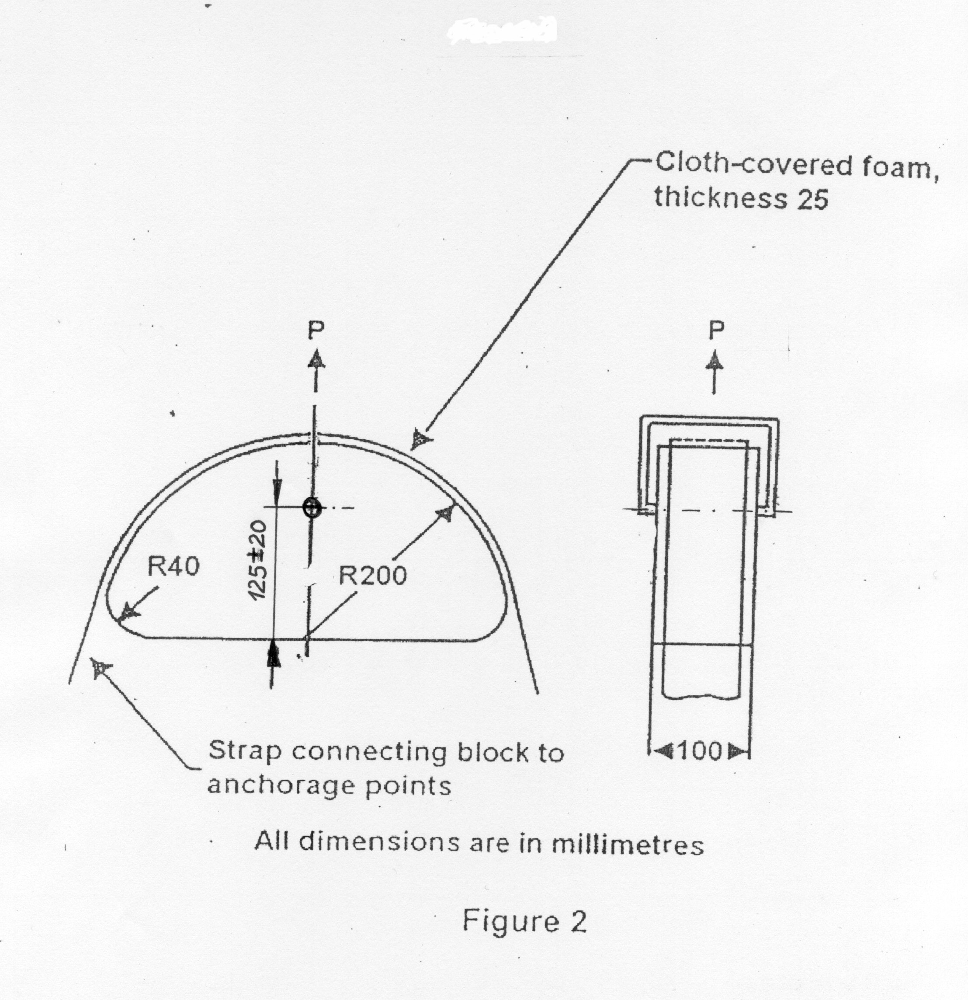 Cloth-covered foam,
thickness 25
P
P
R40
125±20
R200
100
Strap connecting block to
anchorage points
All dimensions are in millimetres
Figure 2